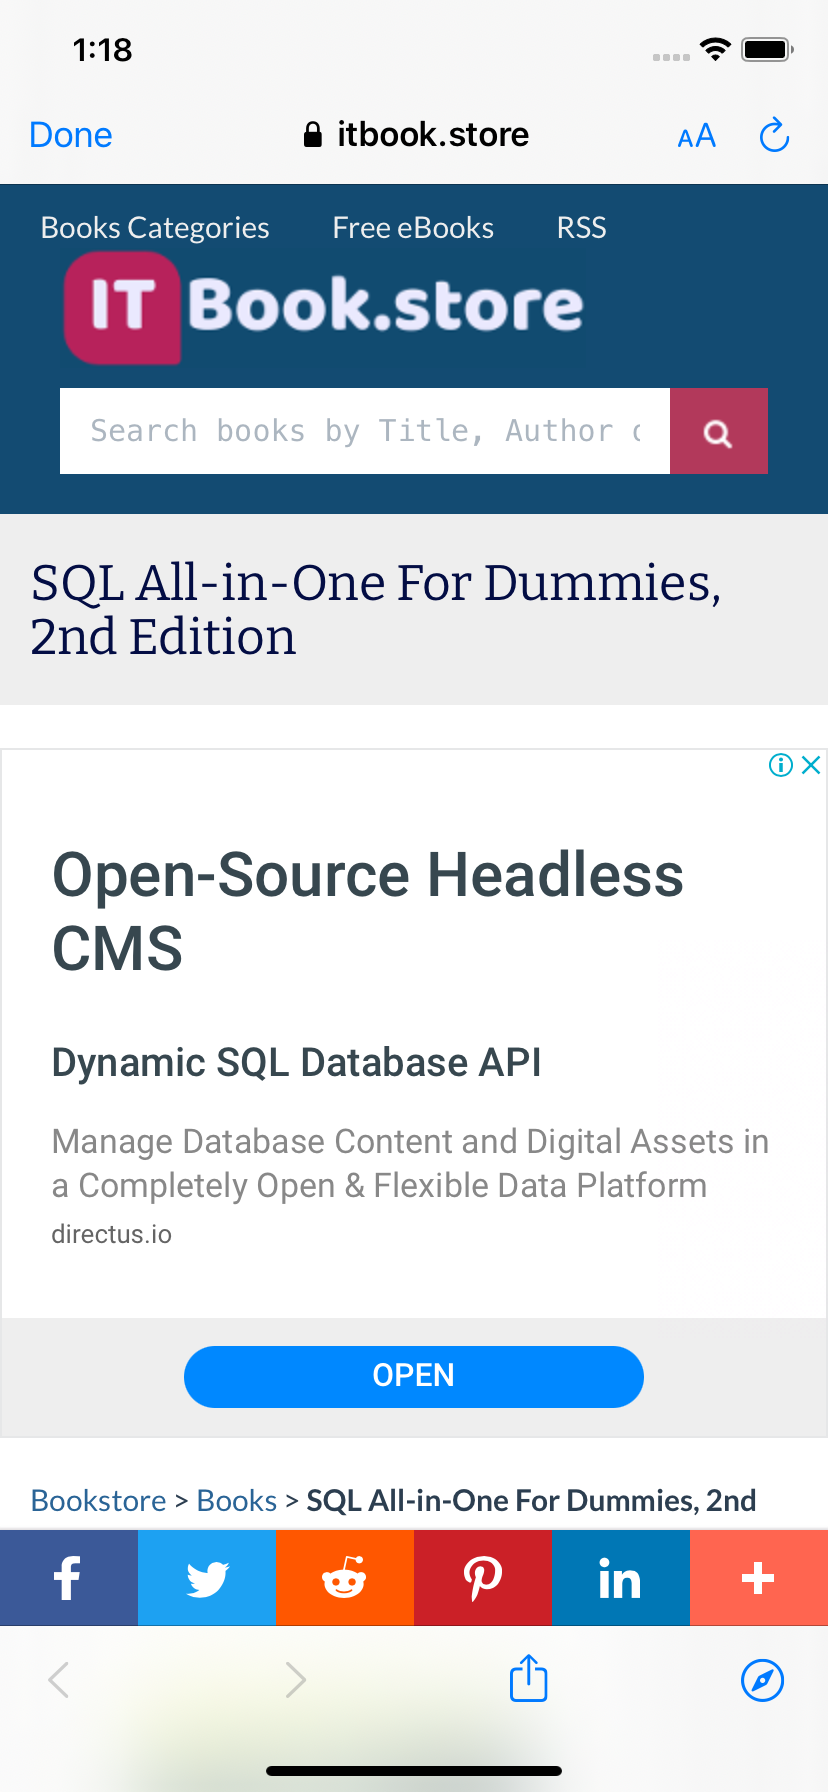 1:18
Done
itbook.store
AA
Books Categories Free eBooks RSS
IT Book.store
Search books by Title, Author
SQL All-in-One For Dummies,
2nd Edition
Open-Source Headless
CMS
Dynamic SQL Database API
Manage Database Content and Digital Assets in
a Completely Open & Flexible Data Platform
directus.io
OPEN
Bookstore > Books > SQL All-in-One For Dummies, 2nd